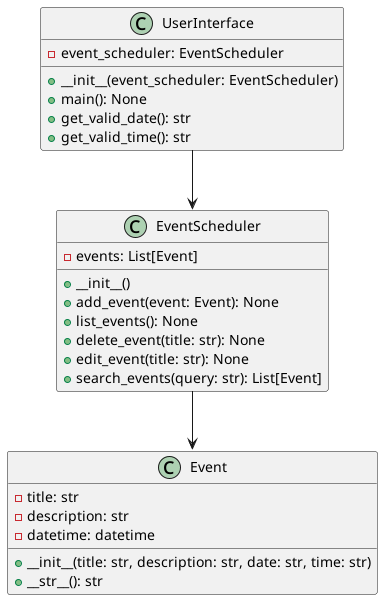 C UserInterface
event_scheduler: EventScheduler
__init__(event_scheduler: EventScheduler)
main(): None
get_valid_date(): str
get_valid_time(): str
C EventScheduler
events: List[Event]
__init__()
add_event(event: Event): None
list_events(): None
delete_event(title: str): None
edit_event(title: str): None
search_events(query: str): List[Event]
C Event
title: str
description: str
datetime: datetime
__init__(title: str, description: str, date: str, time: str)
__str__(): str